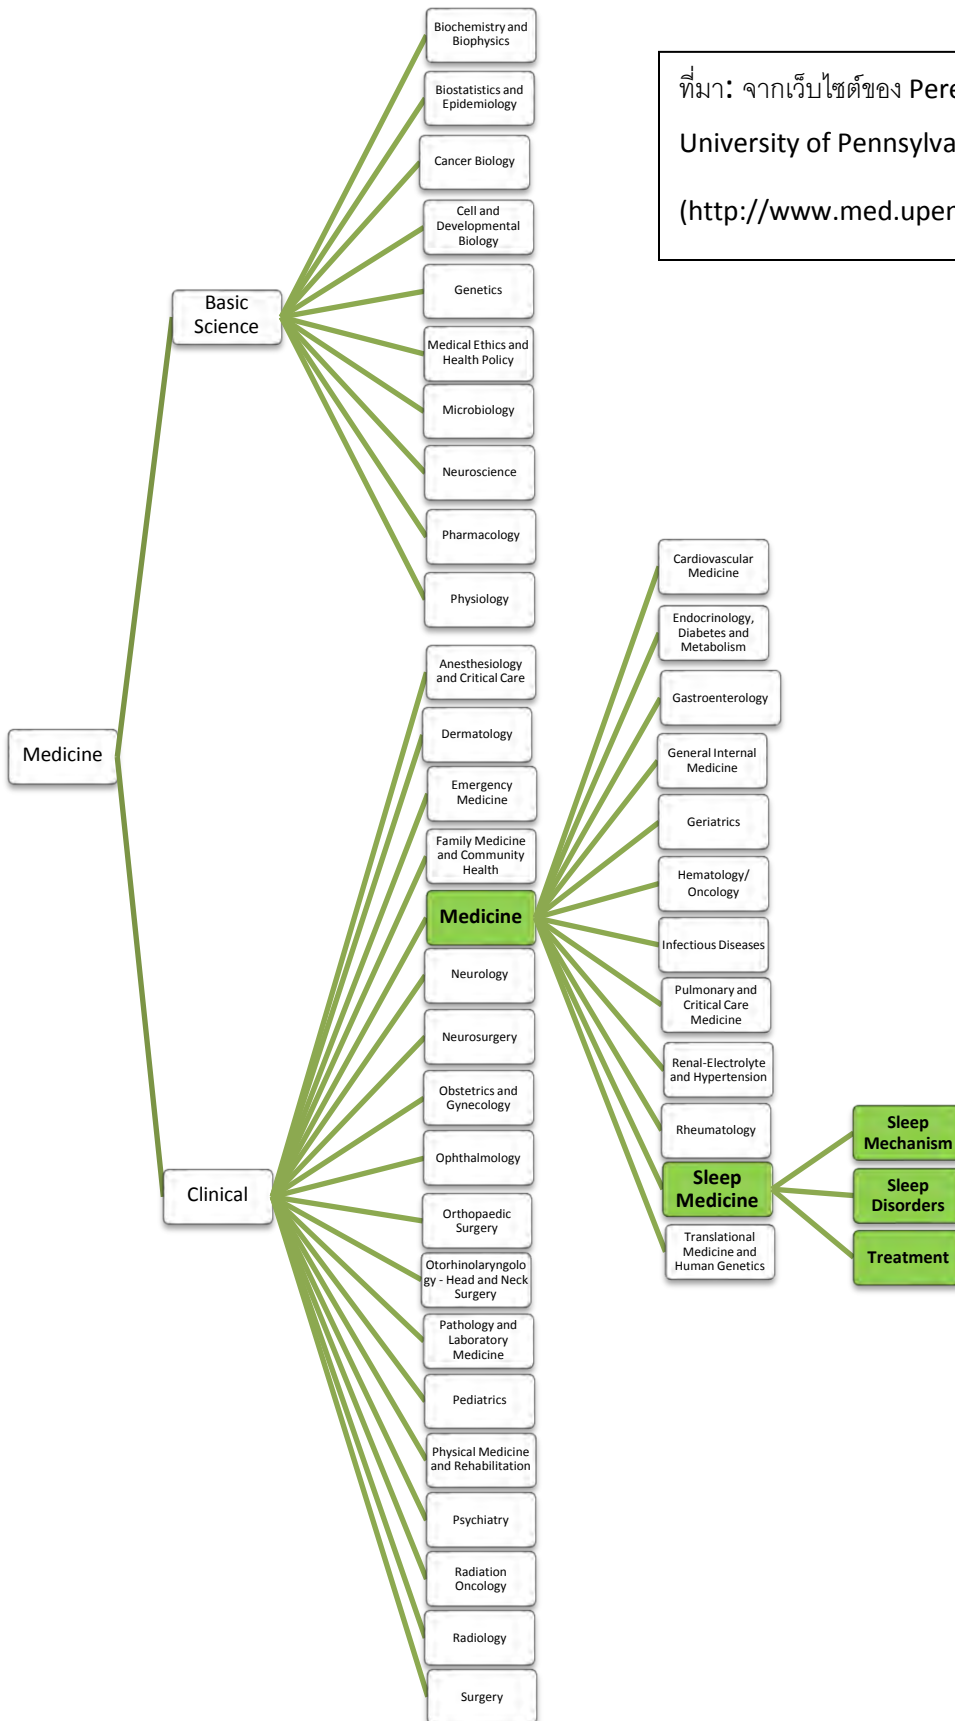 Biochemistry and
Biophysics
Biostatistics and
Epidemiology
Cancer Biology
Cell and
Developmental
Biology
Genetics
Medical Ethics and
Health Policy
Microbiology
Neuroscience
Pharmacology
Physiology
Basic
Science
ที่มา: จากเว็บไซต์ของ
University of
(http://www.med.
Medicine
Clinical
Anesthesiology
and Critical Care
Dermatology
Emergency
Medicine
Family Medicine
and Community
Health
Medicine
Neurology
Neurosurgery
Obstetrics and
Gynecology
Ophthalmology
Orthopaedic
Surgery
Otorhinolaryngolo
gy - Head and Neck
Surgery
Pathology and
Laboratory
Medicine
Pediatrics
Physical Medicine
and Rehabilitation
Psychiatry
Radiation
Oncology
Radiology
Surgery
Cardiovascular
Medicine
Endocrinology,
Diabetes and
Metabolism
Gastroenterology
General Internal
Medicine
Geriatrics
Hematology/
Oncology
Infectious Diseases
Pulmonary and
Critical Care
Medicine
Renal-Electrolyte
and Hypertension
Rheumatology
Sleep
Medicine
Translational
Medicine and
Human Genetics
Sleep
Mechanism
Sleep
Disorders
Treatment